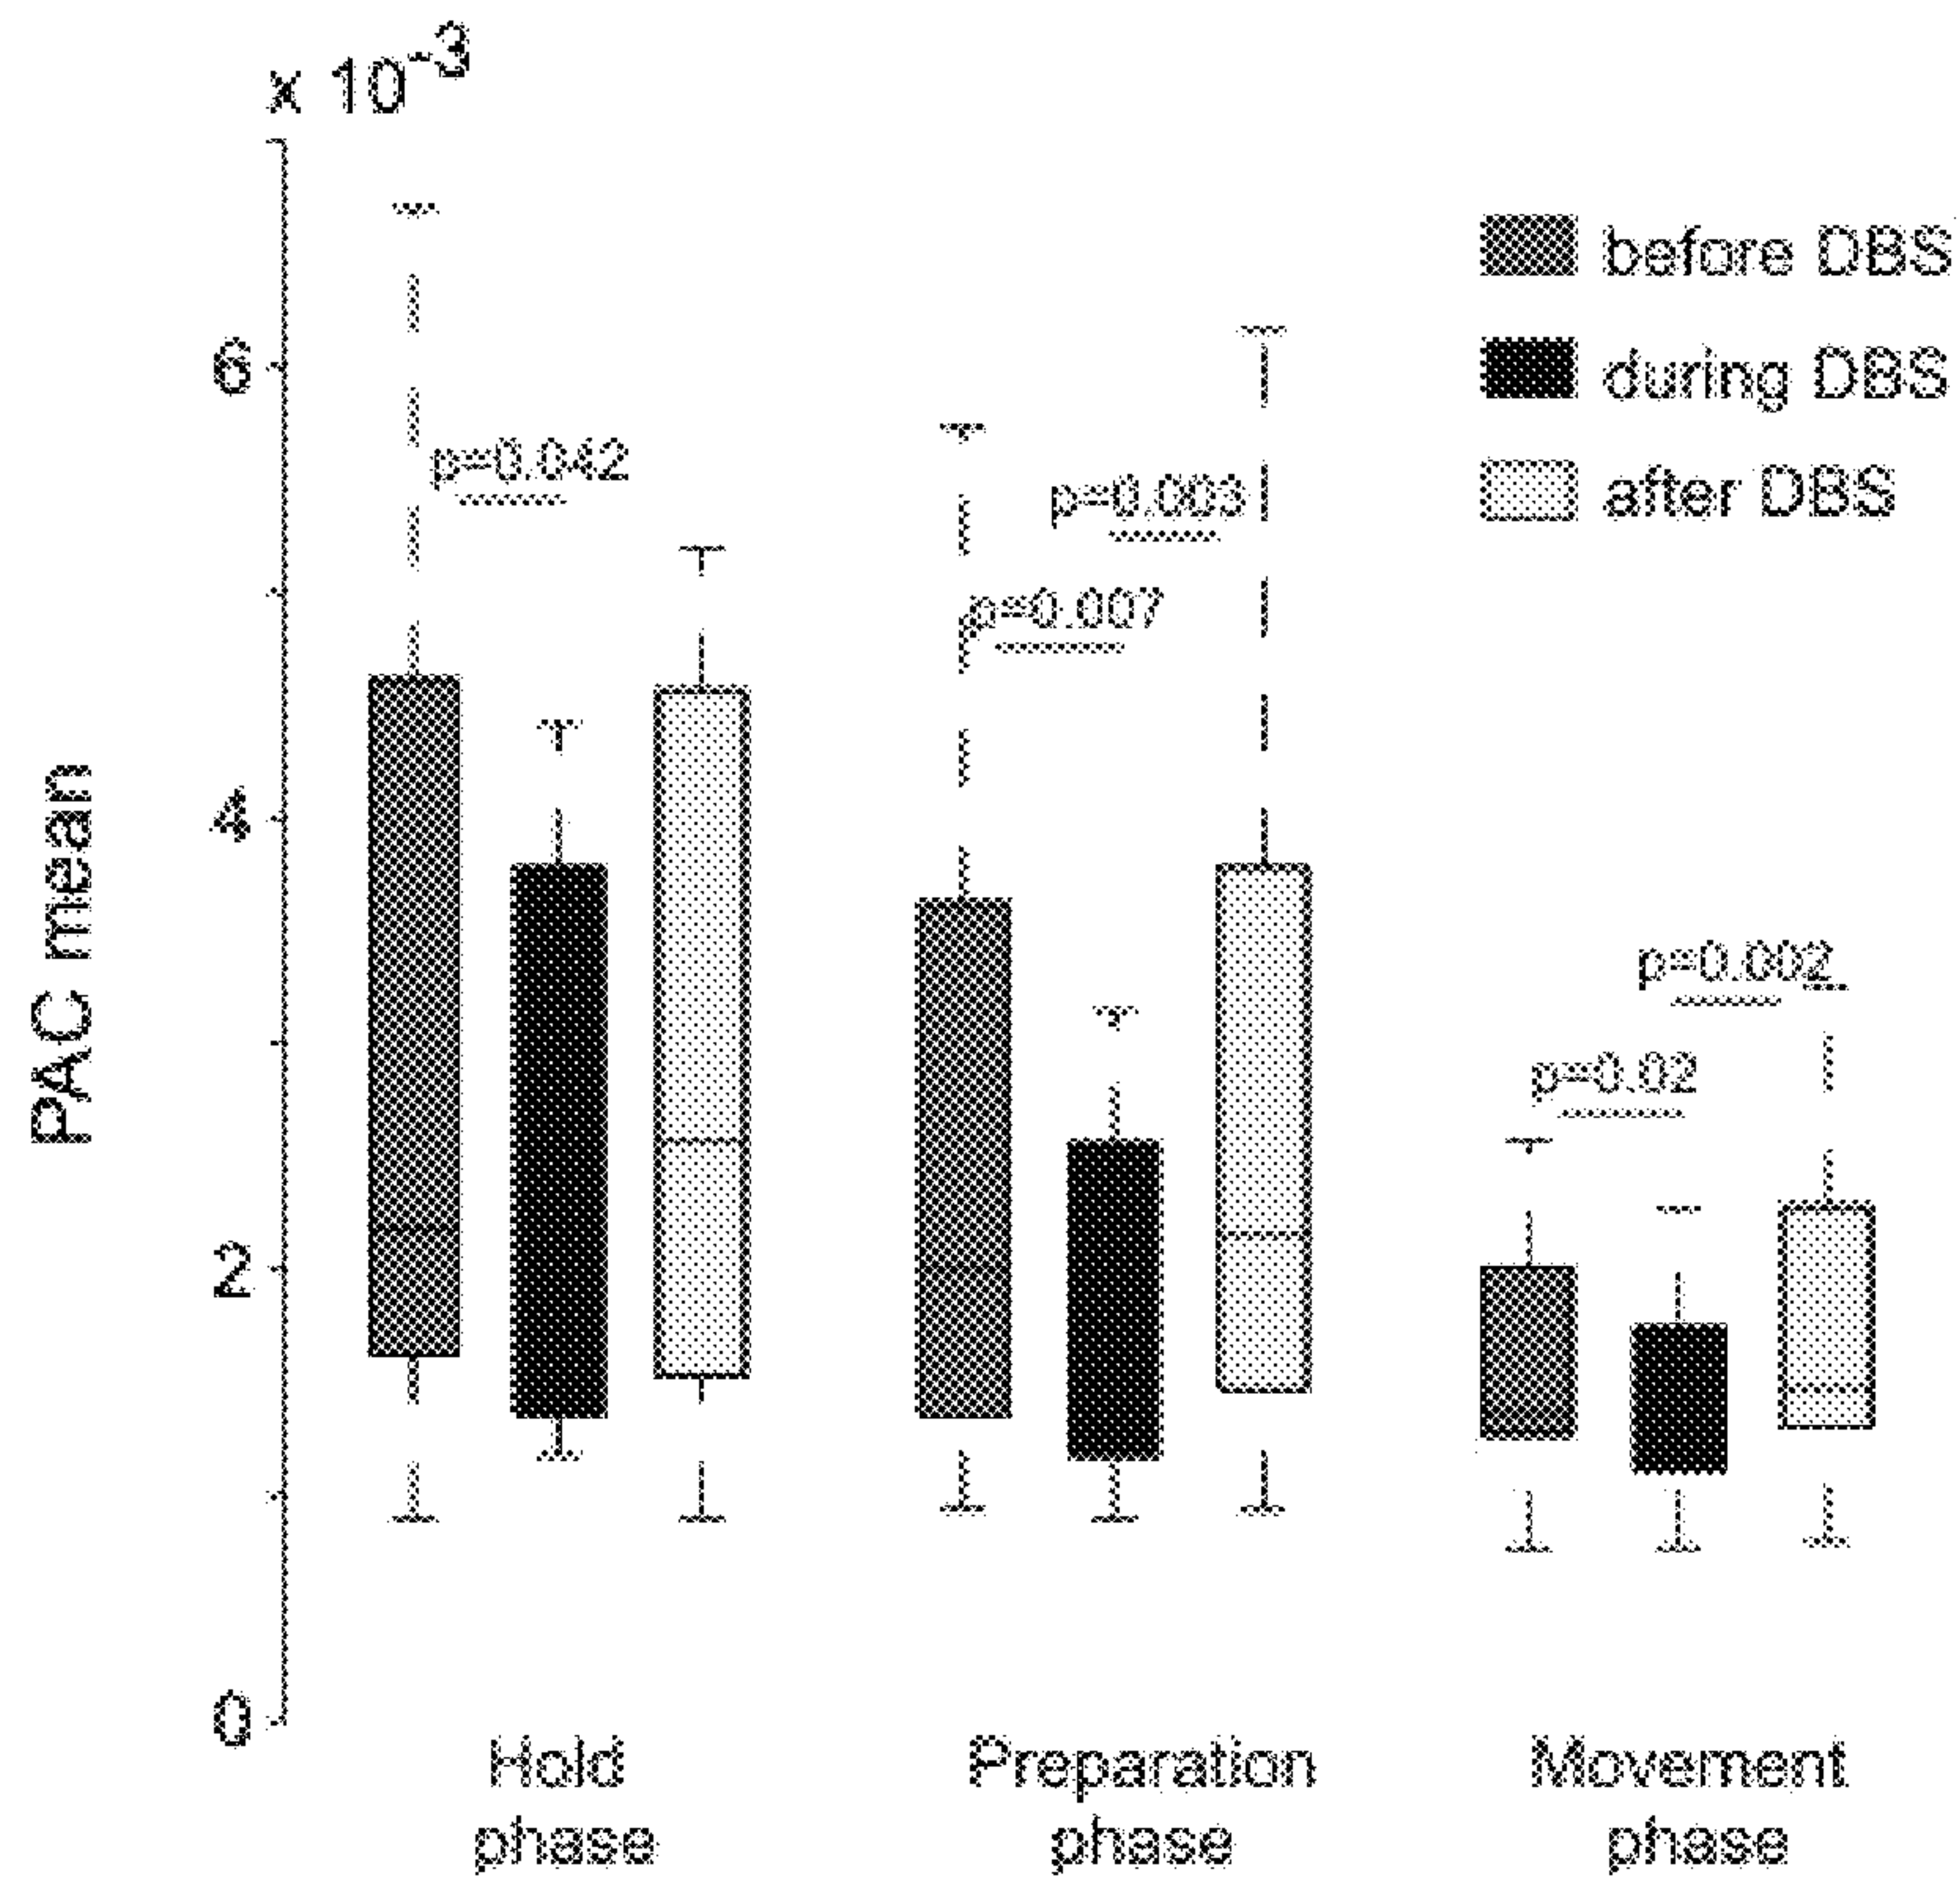 x 10-3
before DBS
during DBS
after DBS
6
4
2
0
PAC mean
p=0.042
p=0.003
p=0.007
p=0.002
p=0.02
Hold
phase
Preparation
phase
Movement
phase